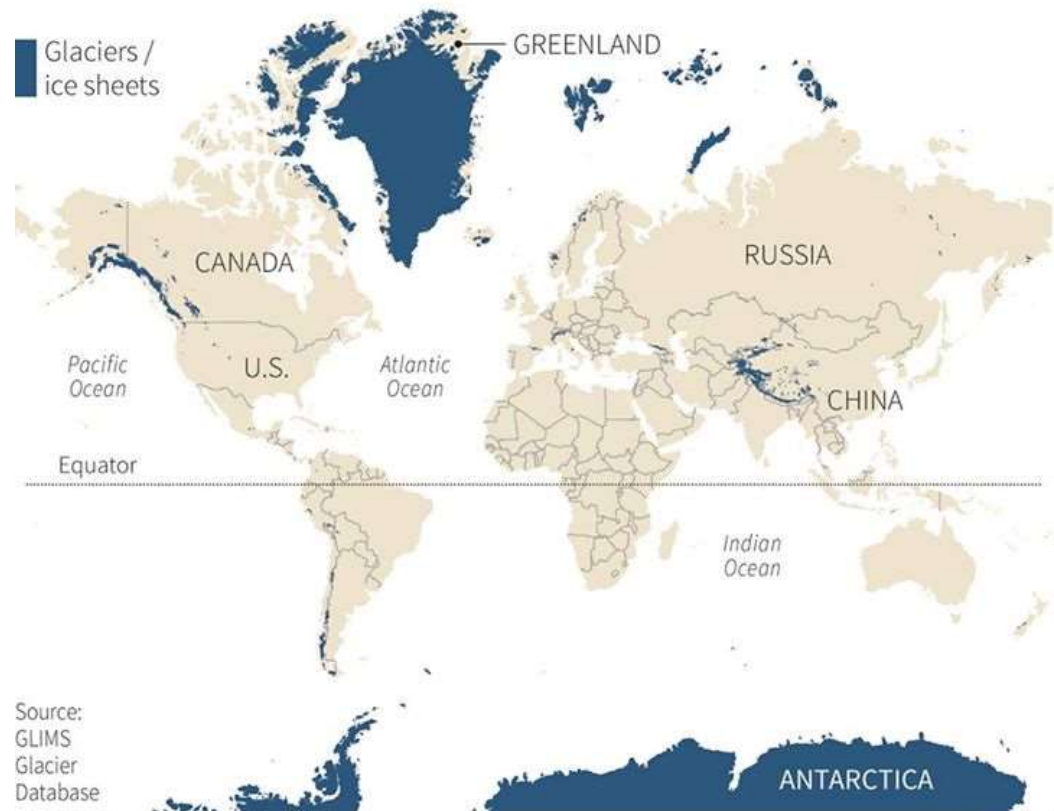 Glaciers /
ice sheets
GREENLAND
CANADA
RUSSIA
Pacific
Ocean
U.S.
Atlantic
Ocean
CHINA
Equator
Indian
Ocean
Source:
GLIMS
Glacier
Database
ANTARCTICA